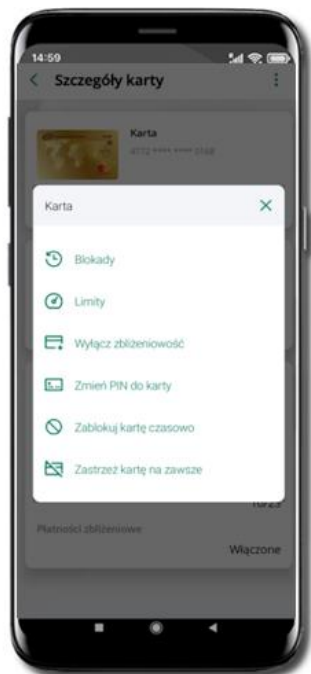 14:59
Szczegóły karty
Karta
Karta
Blokady
Limity
Wyłącz zbliżeniowość
Zmień PIN do karty
Zablokuj kartę czasowo
Zastrzeż kartę na zawsze
Płatności zbliżeniowe
Włączone